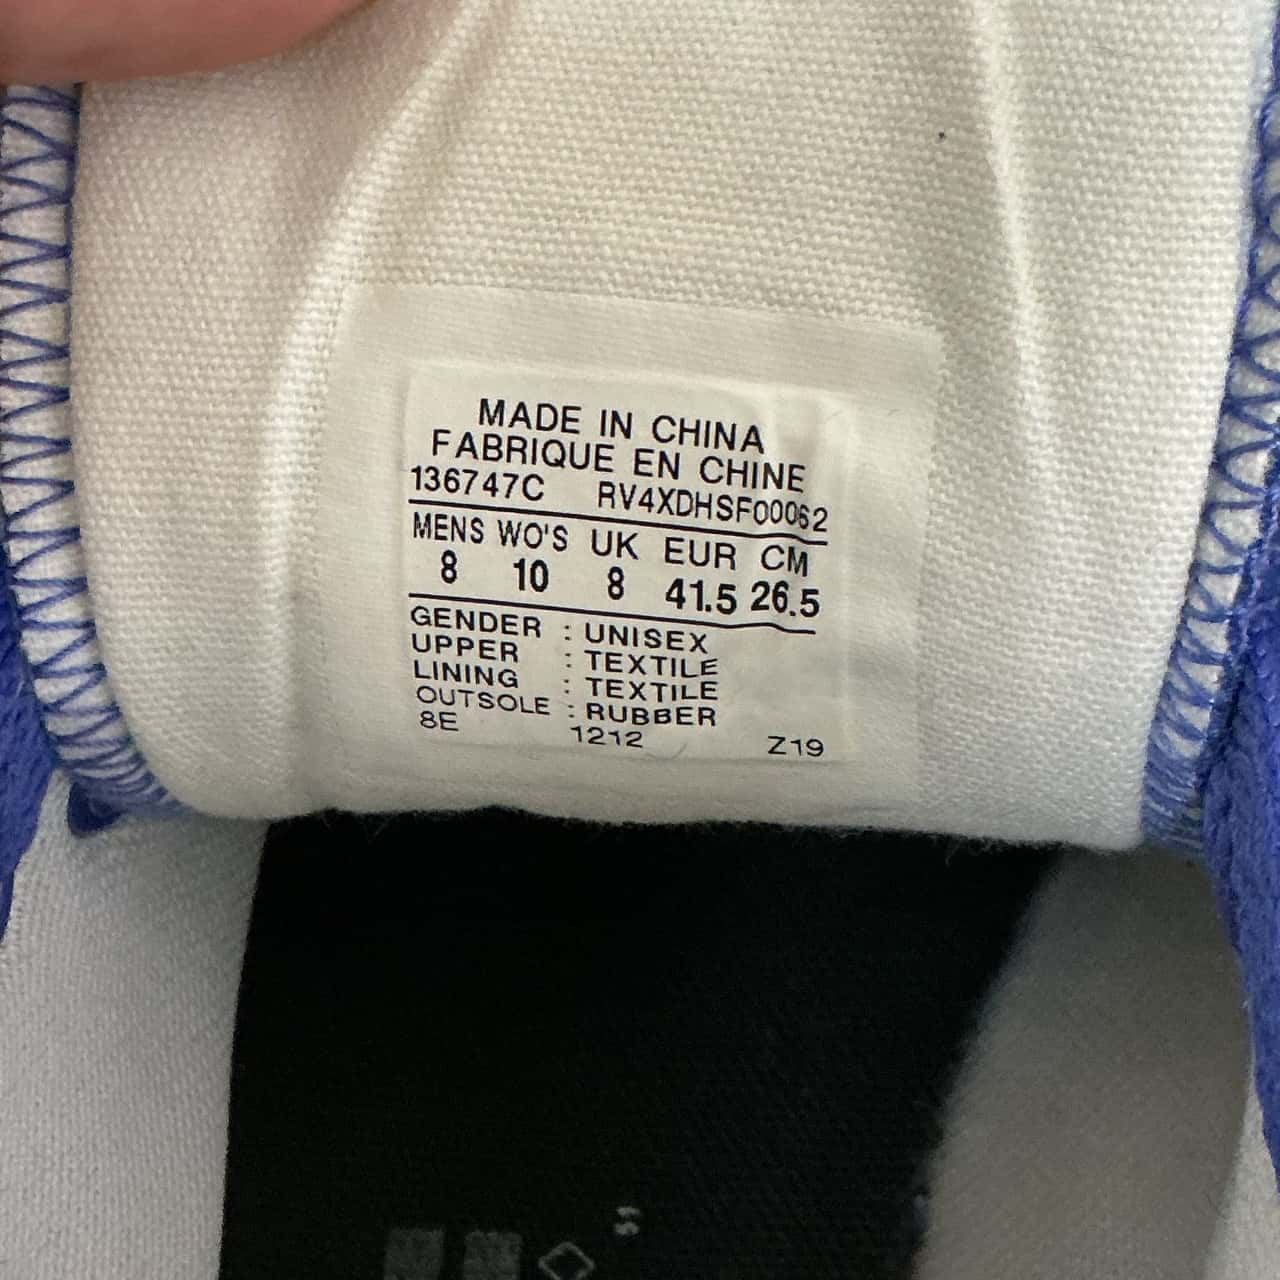 MADE IN CHINA
FABRIQUE EN CHINE
136747C RV4XDHSF00062
MENS WO'S UK EUR CM
8 10 8 41.5 26.5
GENDER : UNISEX
UPPER : TEXTILE
LINING : TEXTILE
OUTSOLE : RUBBER
8E 1212 Z19